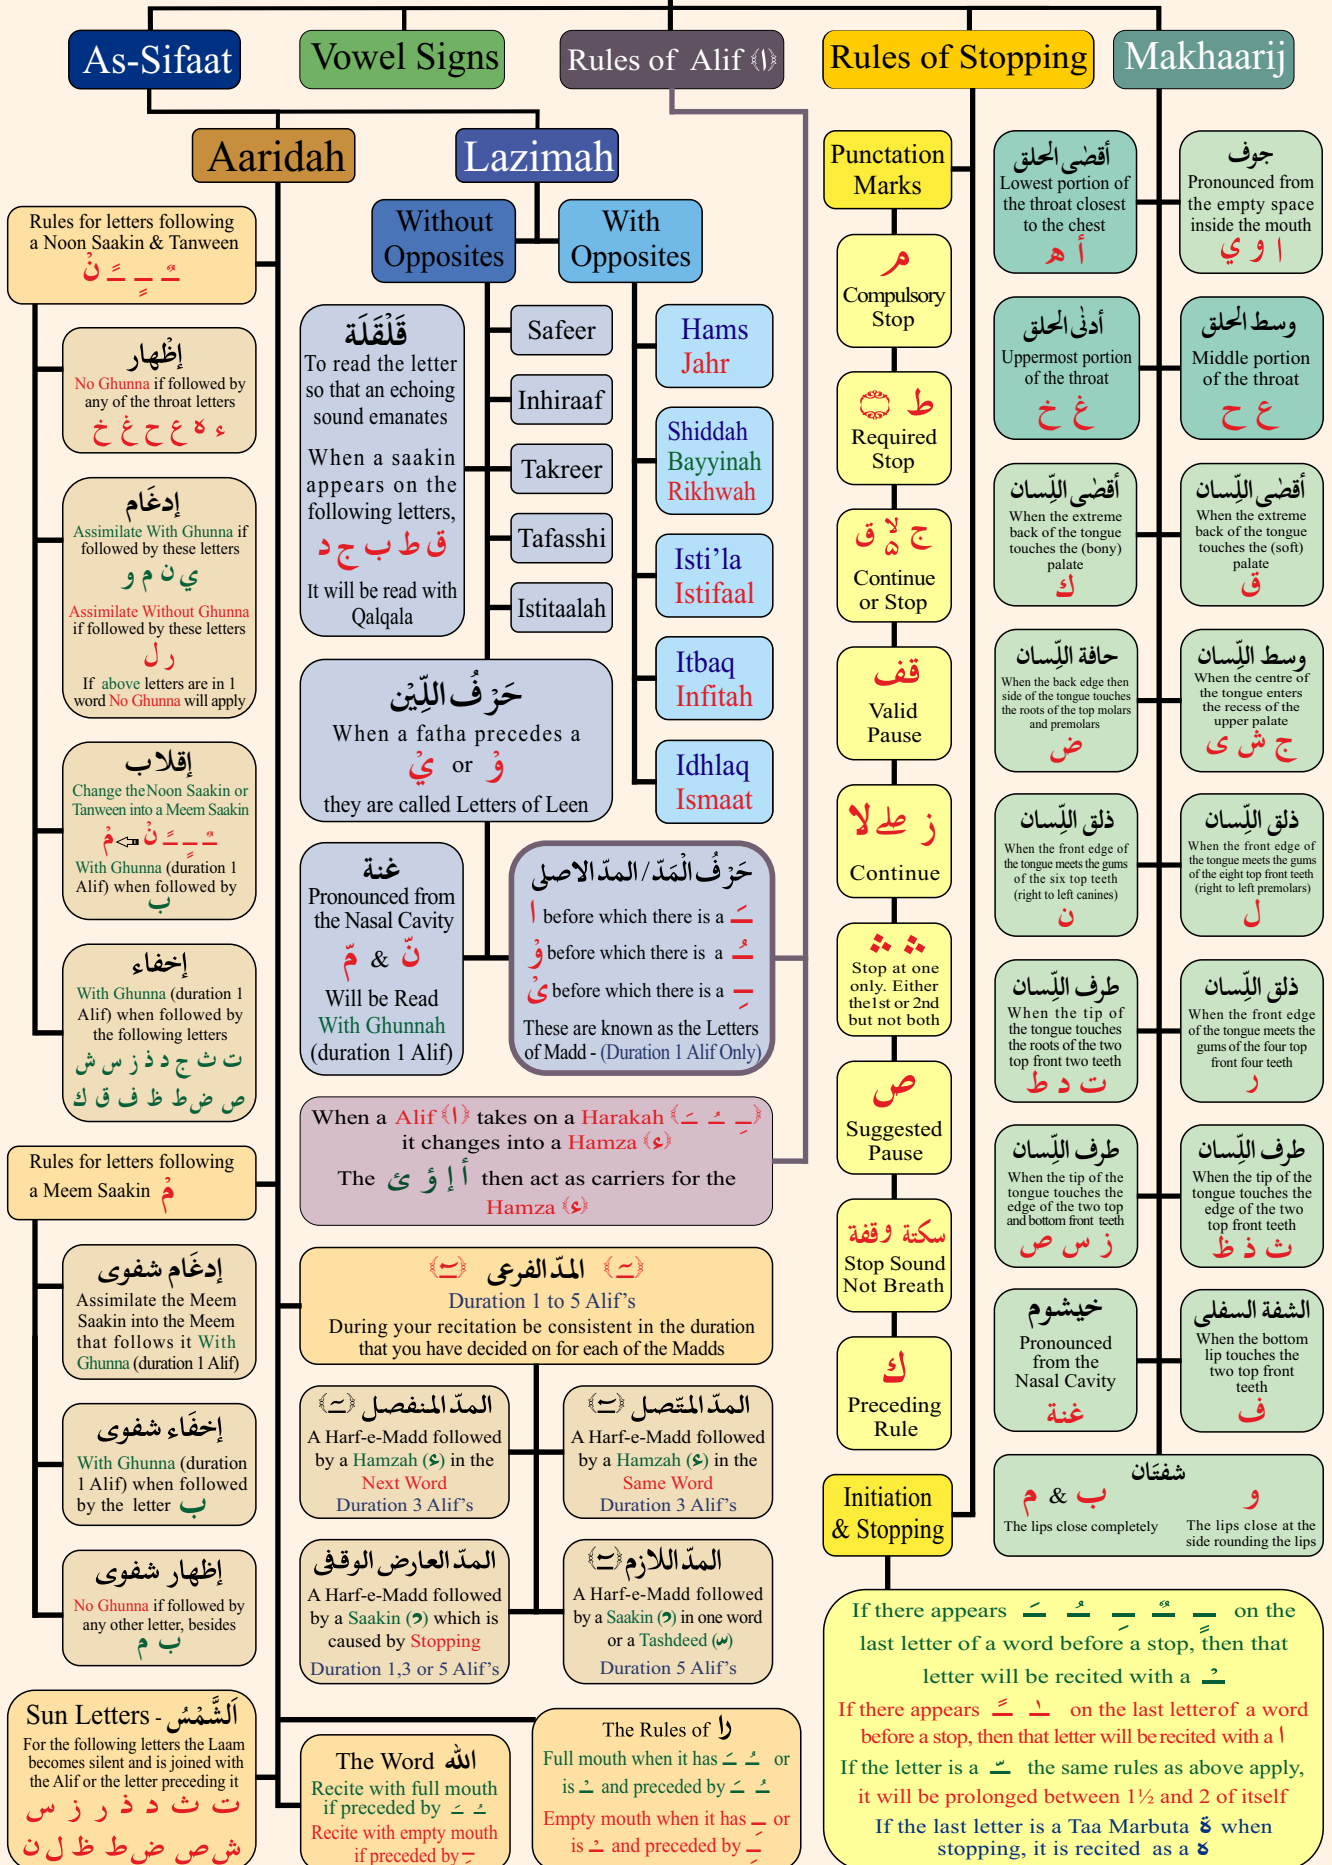 As-Sifaat
Vowel Signs
Rules of Alif ﴿ا﴾
Rules of Stopping
Makhaarij
Aaridah
Lazimah
Rules for letters following
a Noon Saakin & Tanween
نْ ـً ـٍ ـٌ
إظْهار
No Ghunna if followed by
any of the throat letters
ء ه ع ح غ خ
إدغَام
Assimilate With Ghunna if
followed by these letters
ي ن م و
Assimilate Without Ghunna
if followed by these letters
ر ل
If above letters are in 1
word No Ghunna will apply
إقلاب
Change the Noon Saakin or
Tanween into a Meem Saakin
نْ ـً ـٍ ـٌ ⇦ مْ
With Ghunna (duration 1
Alif) when followed by
ب
إخفاء
With Ghunna (duration 1
Alif) when followed by
the following letters
ت ث ج د ذ ز س ش
ص ض ط ظ ف ق ك
Rules for letters following
a Meem Saakin مْ
إدغَام شفوى
Assimilate the Meem
Saakin into the Meem
that follows it With
Ghunna (duration 1 Alif)
إخفَاء شفوى
With Ghunna (duration
1 Alif) when followed
by the letter ب
إظهار شفوى
No Ghunna if followed by
any other letter, besides
ب م
Sun Letters - اَلشَّمْسُ
For the following letters the Laam
becomes silent and is joined with
the Alif or the letter preceding it
ت ث د ذ ر ز س
ش ص ض ط ظ ل ن
Without
Opposites
With
Opposites
قَلْقَلَة
To read the letter
so that an echoing
sound emanates
When a saakin
appears on the
following letters,
ق ط ب ج د
It will be read with
Qalqala
Safeer
Inhiraaf
Takreer
Tafasshi
Istitaalah
Hams
Jahr
Shiddah
Bayyinah
Rikhwah
Isti’la
Istifaal
Itbaq
Infitah
Idhlaq
Ismaat
حَرْفُ اللِّيْن
When a fatha precedes a
يْ or وْ
they are called Letters of Leen
غنة
Pronounced from
the Nasal Cavity
مّ & نّ
Will be Read
With Ghunnah
(duration 1 Alif)
حَرْفُ الْمَدّ / المدّ الاصلى
ا before which there is a ـَ
وْ before which there is a ـُ
ىْ before which there is a ـِ
These are known as the Letters
of Madd - (Duration 1 Alif Only)
When a Alif ﴿ا﴾ takes on a Harakah ﴿ـَ ـُ ـِ﴾
it changes into a Hamza ﴿ء﴾
The أ إ ؤ ئ then act as carriers for the
Hamza ﴿ء﴾
﴿ـٓ﴾ المدّ الفرعى ﴿ـٓ﴾
Duration 1 to 5 Alif’s
During your recitation be consistent in the duration
that you have decided on for each of the Madds
المدّ المنفصل ﴿ـٓ﴾
A Harf-e-Madd followed
by a Hamzah (ء) in the
Next Word
Duration 3 Alif’s
المدّ المتّصل ﴿ـٓ﴾
A Harf-e-Madd followed
by a Hamzah (ء) in the
Same Word
Duration 3 Alif’s
المدّ العارض الوقفى
A Harf-e-Madd followed
by a Saakin (ْ) which is
caused by Stopping
Duration 1,3 or 5 Alif’s
المدّ اللازم ﴿ـٓ﴾
A Harf-e-Madd followed
by a Saakin (ْ) in one word
or a Tashdeed (ّ)
Duration 5 Alif’s
The Word الله
Recite with full mouth
if preceded by ـَ ـُ
Recite with empty mouth
if preceded by ـِ
The Rules of را
Full mouth when it has ـَ ـُ or
is ـْ and preceded by ـَ ـُ
Empty mouth when it has ـِ or
is ـْ and preceded by ـِ
Punctation
Marks
م
Compulsory
Stop
ط
Required
Stop
ج لا ۵ ق
Continue
or Stop
قف
Valid
Pause
ز صلے لا
Continue
∴ ∴
Stop at one
only. Either
the1st or 2nd
but not both
ص
Suggested
Pause
سكتة وقفة
Stop Sound
Not Breath
ك
Preceding
Rule
Initiation
& Stopping
If there appears ـَ ـُ ـِ ـٌ ـٍ on the
last letter of a word before a stop, then that
letter will be recited with a ـْ
If there appears ـً ـٰ on the last letter of a word
before a stop, then that letter will be recited with a ا
If the letter is a ـّ the same rules as above apply,
it will be prolonged between 1½ and 2 of itself
If the last letter is a Taa Marbuta ة when
stopping, it is recited as a ه
أقصٰى الحلق
Lowest portion of
the throat closest
to the chest
أ ه
جوف
Pronounced from
the empty space
inside the mouth
ا و ي
أدنٰى الحلق
Uppermost portion
of the throat
غ خ
وسط الحلق
Middle portion
of the throat
ع ح
أقصٰى اللِّسان
When the extreme
back of the tongue
touches the (bony)
palate
ك
أقصٰى اللِّسان
When the extreme
back of the tongue
touches the (soft)
palate
ق
حافة اللِّسان
When the back edge then
side of the tongue touches
the roots of the top molars
and premolars
ض
وسط اللِّسان
When the centre of
the tongue enters
the recess of the
upper palate
ج ش ى
ذلق اللِّسان
When the front edge of
the tongue meets the gums
of the six top teeth
(right to left canines)
ن
ذلق اللِّسان
When the front edge of
the tongue meets the gums
of the eight top front teeth
(right to left premolars)
ل
طرف اللِّسان
When the tip of
the tongue touches
the roots of the two
top front two teeth
ت د ط
ذلق اللِّسان
When the front edge
of the tongue meets the
gums of the four top
front four teeth
ر
طرف اللِّسان
When the tip of the
tongue touches the
edge of the two top
and bottom front teeth
ز س ص
طرف اللِّسان
When the tip of the
tongue touches the
edge of the two
top front teeth
ث ذ ظ
خيشوم
Pronounced
from the
Nasal Cavity
غنة
الشفة السفلى
When the bottom
lip touches the
two top front
teeth
ف
شفتَان
م & ب
The lips close completely
و
The lips close at the
side rounding the lips